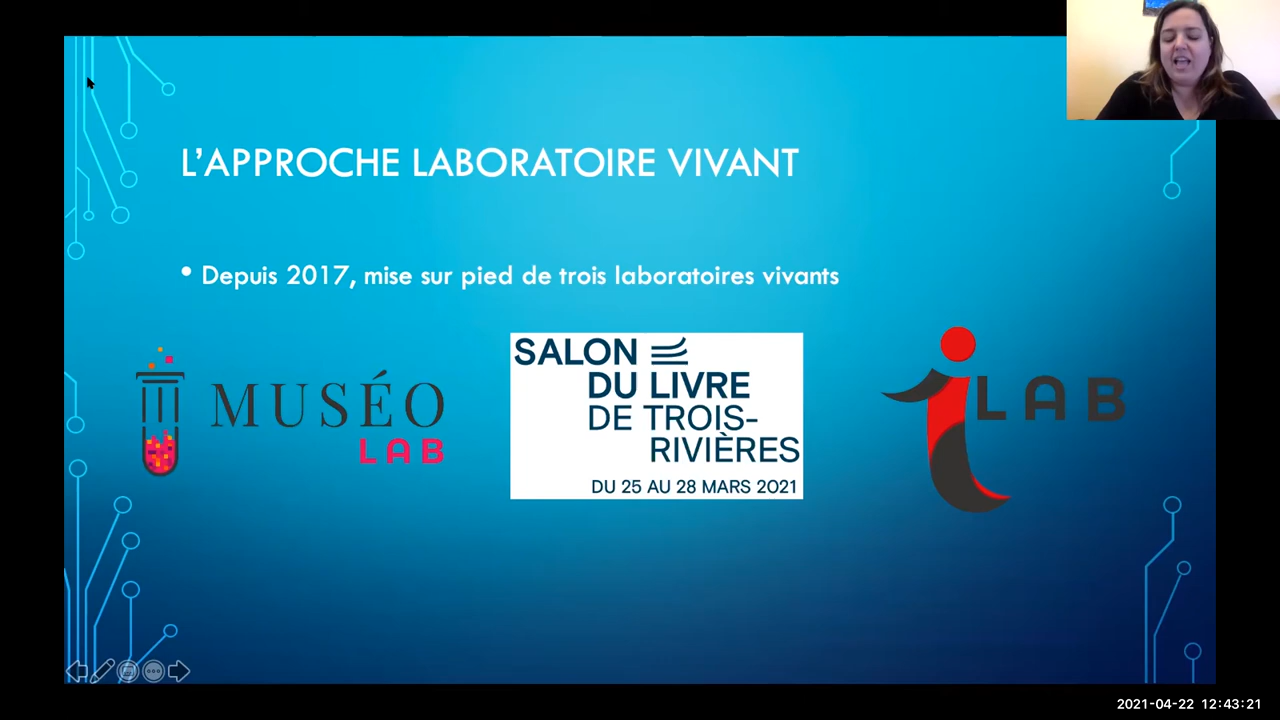 L'APPROCHE LABORATOIRE VIVANT
• Depuis 2017, mise sur pied de trois laboratoires vivants
MUSÉO
LAB
SALON
DU LIVRE
DE TROIS-
RIVIÈRES
DU 25 AU 28 MARS 2021
i LAB
2021-04-22 12:43:21